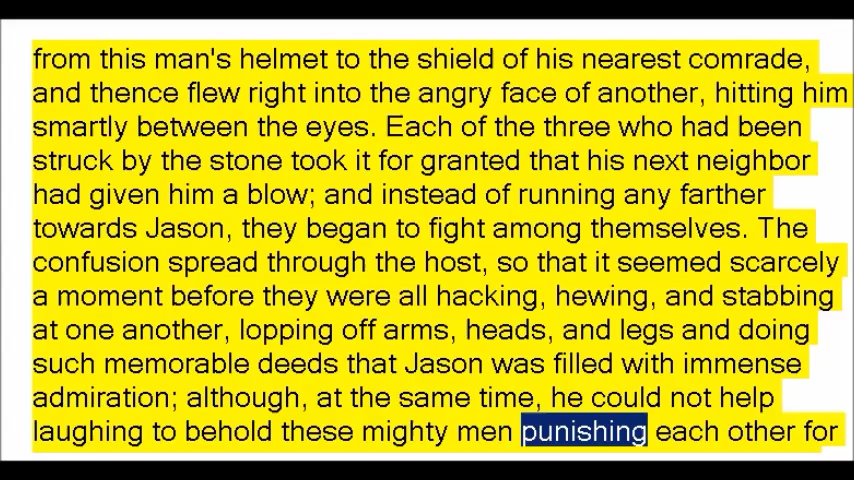 from this man's helmet to the shield of his nearest comrade,
and thence flew right into the angry face of another, hitting him
smartly between the eyes. Each of the three who had been
struck by the stone took it for granted that his next neighbor
had given him a blow; and instead of running any farther
towards Jason, they began to fight among themselves. The
confusion spread through the host, so that it seemed scarcely
a moment before they were all hacking, hewing, and stabbing
at one another, lopping off arms, heads, and legs and doing
such memorable deeds that Jason was filled with immense
admiration; although, at the same time, he could not help
laughing to behold these mighty men punishing each other for